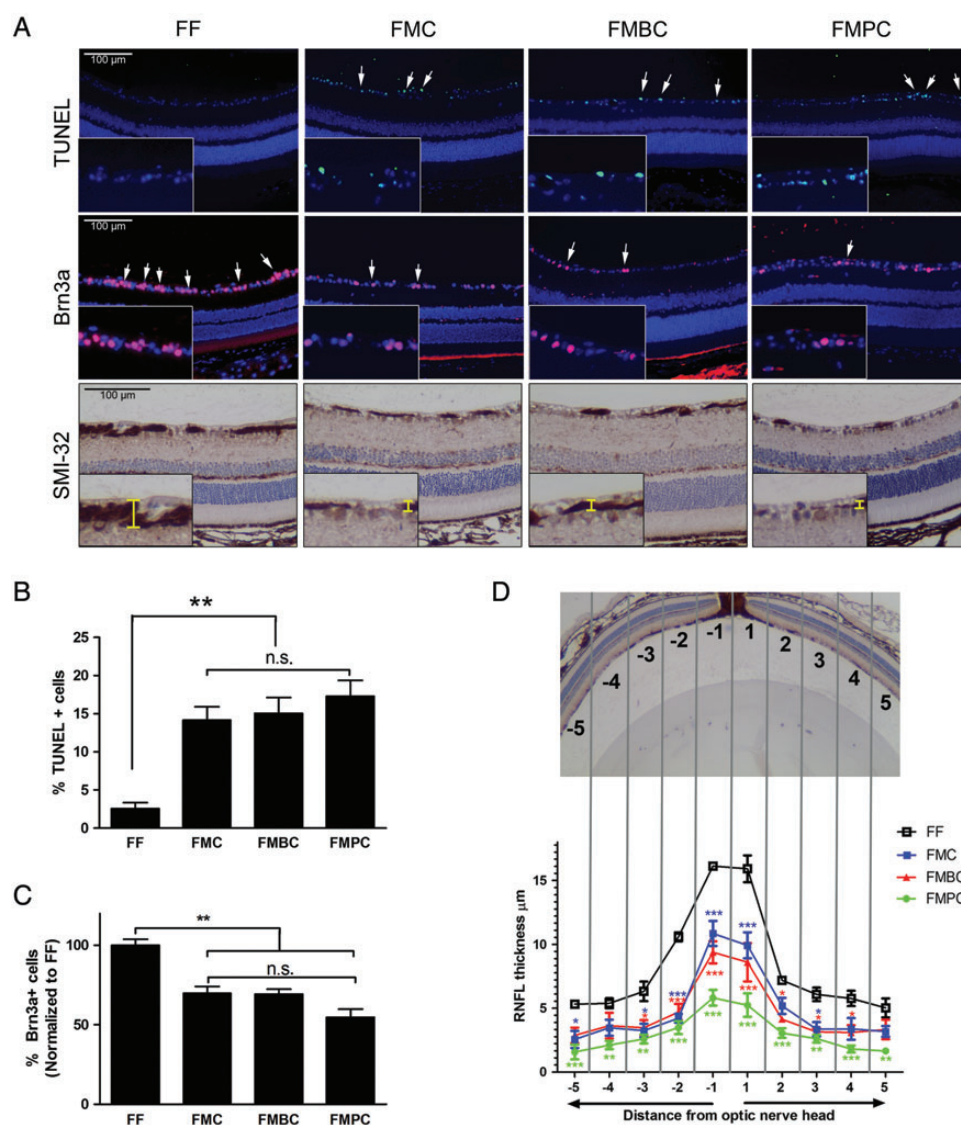 A
FF FMC FMBC FMPC
100 µm
TUNEL
100 µm
Brn3a
100 µm
SMI-32
B
**
n.s.
25
20
15
10
5
0
% TUNEL + cells
FF FMC FMBC FMPC
C
**
n.s.
100
50
0
% Brn3a+ cells
(Normalized to FF)
FF FMC FMBC FMPC
D
-5 -4 -3 -2 -1 1 2 3 4 5
FF
FMC
FMBC
FMPC
15
10
5
0
RNFL thickness µm
*** ***
*** ***
*** ***
*** *
*** ***
* * * * *
*** ** ** *** *** ** *** **
-5 -4 -3 -2 -1 1 2 3 4 5
Distance from optic nerve head